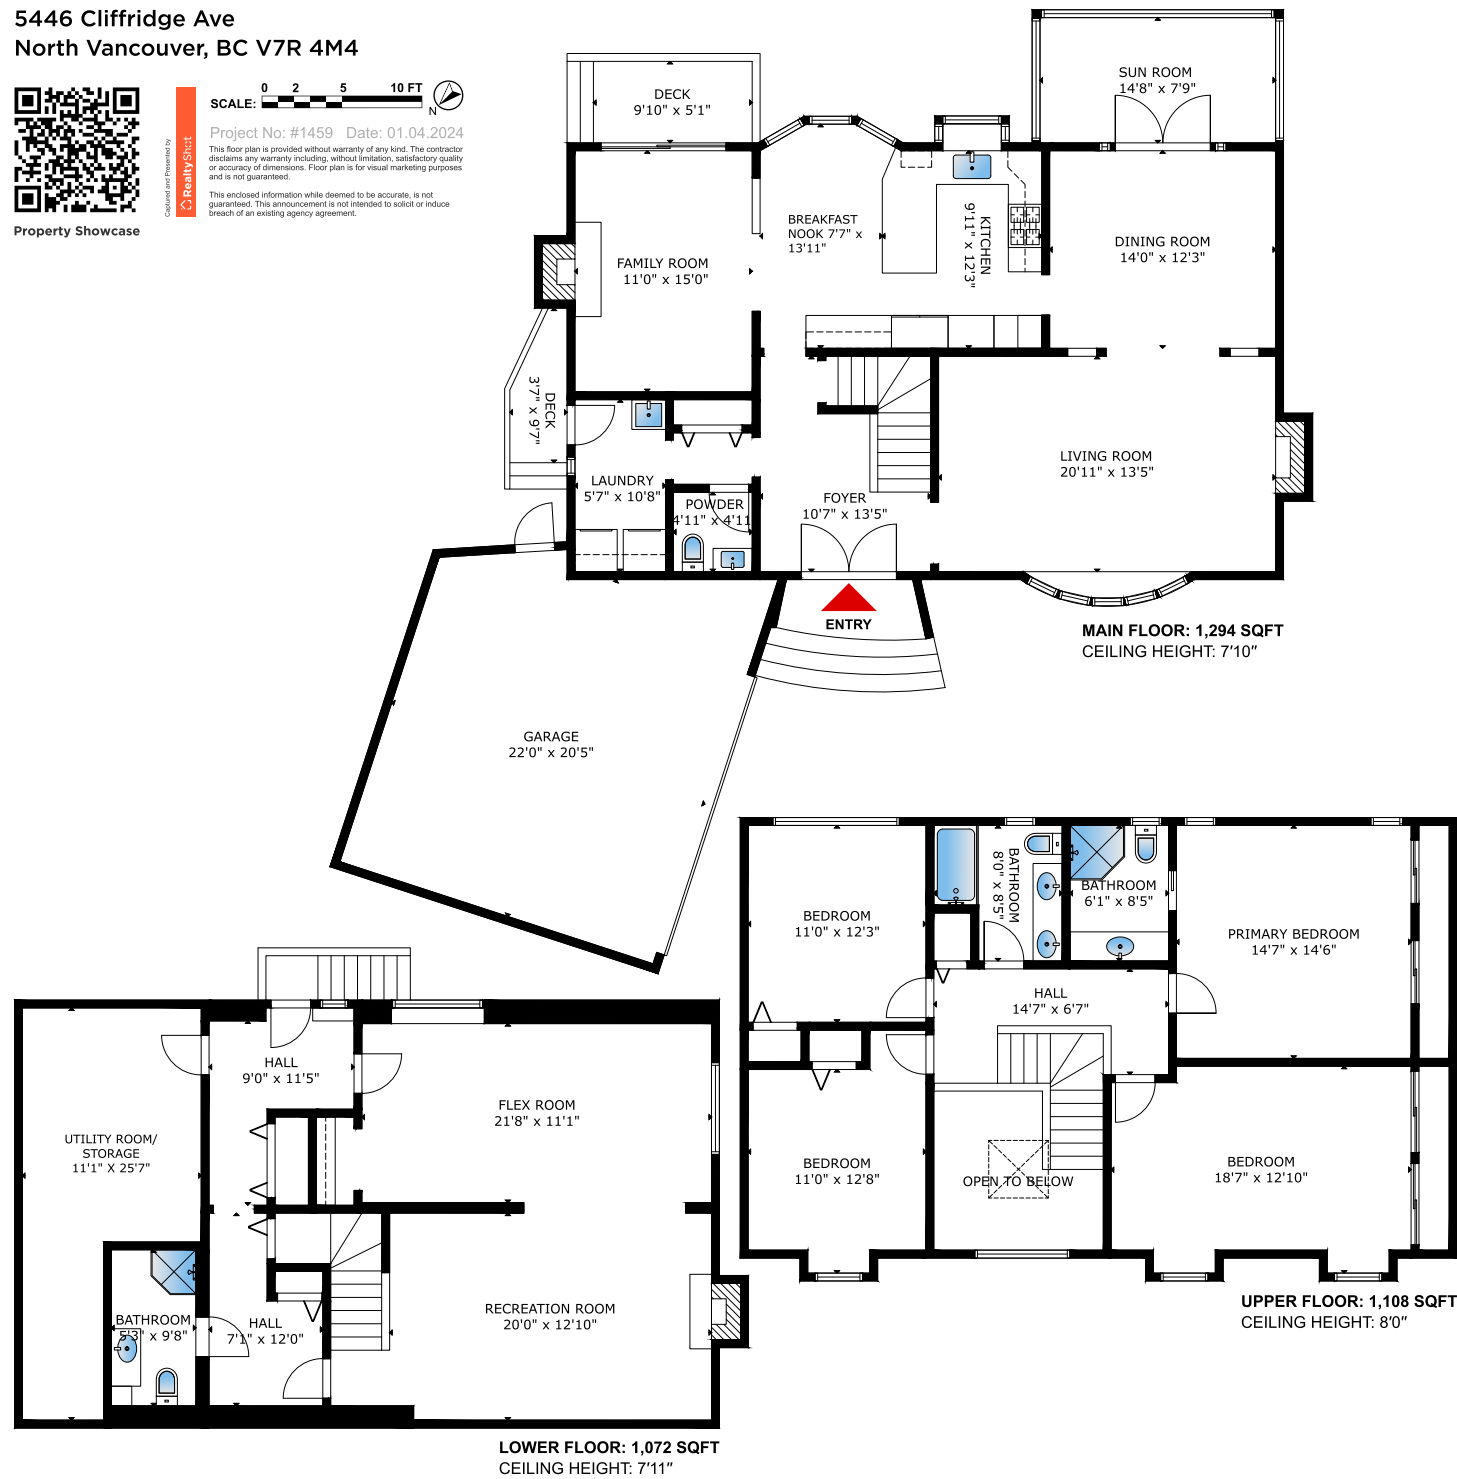 5446 Cliffridge Ave
North Vancouver, BC V7R 4M4
SCALE:
0 2 5 10 FT
N
Project No: #1459 Date: 01.04.2024
This floor plan is provided without warranty of any kind. The contractor
disclaims any warranty including, without limitation, satisfactory quality
or accuracy of dimensions. Floor plan is for visual marketing purposes
and is not guaranteed.
This enclosed information while deemed to be accurate, is not
guaranteed. This announcement is not intended to solicit or induce
breach of an existing agency agreement.
Captured and Presented by
RealtyShot
Property Showcase
DECK
9'10" x 5'1"
SUN ROOM
14'8" x 7'9"
FAMILY ROOM
11'0" x 15'0"
BREAKFAST
NOOK 7'7" x
13'11"
KITCHEN
9'11" x 12'3"
DINING ROOM
14'0" x 12'3"
DECK
3'7" x 9'7"
LAUNDRY
5'7" x 10'8"
POWDER
4'11" x 4'11
FOYER
10'7" x 13'5"
LIVING ROOM
20'11" x 13'5"
ENTRY
MAIN FLOOR: 1,294 SQFT
CEILING HEIGHT: 7′10″
GARAGE
22'0" x 20'5"
BEDROOM
11'0" x 12'3"
BATHROOM
8'0" x 8'5"
BATHROOM
6'1" x 8'5"
PRIMARY BEDROOM
14'7" x 14'6"
HALL
14'7" x 6'7"
BEDROOM
11'0" x 12'8"
OPEN TO BELOW
BEDROOM
18'7" x 12'10"
UPPER FLOOR: 1,108 SQFT
CEILING HEIGHT: 8′0″
HALL
9'0" x 11'5"
FLEX ROOM
21'8" x 11'1"
UTILITY ROOM/
STORAGE
11'1" X 25'7"
BATHROOM
5'3" x 9'8"
HALL
7'1" x 12'0"
RECREATION ROOM
20'0" x 12'10"
LOWER FLOOR: 1,072 SQFT
CEILING HEIGHT: 7′11″